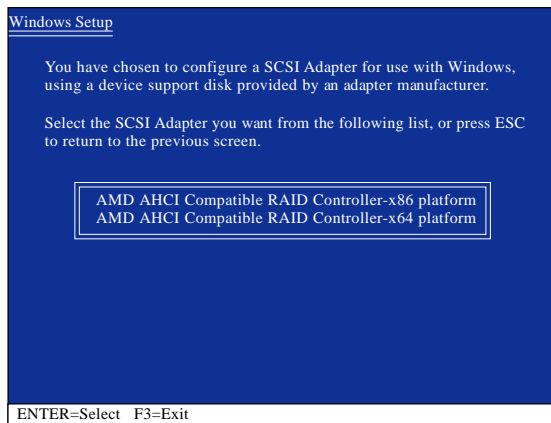 Windows Setup
You have chosen to configure a SCSI Adapter for use with Windows,
using a device support disk provided by an adapter manufacturer.
Select the SCSI Adapter you want from the following list, or press ESC
to return to the previous screen.
AMD AHCI Compatible RAID Controller-x86 platform
AMD AHCI Compatible RAID Controller-x64 platform
ENTER=Select F3=Exit